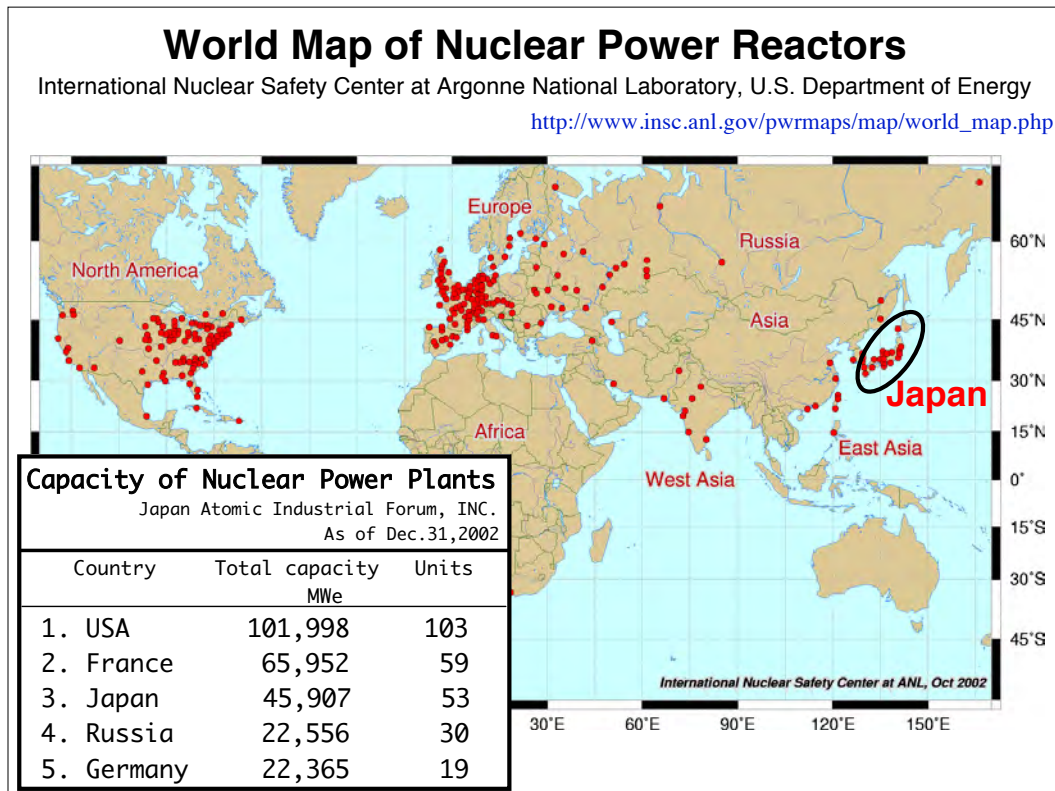 World Map of Nuclear Power Reactors
International Nuclear Safety Center at Argonne National Laboratory, U.S. Department of Energy
http://www.insc.anl.gov/pwrmaps/map/world_map.php
Europe
Russia
North America
60°N
Asia
45°N
30°N
Japan
Africa
15°N
East Asia
West Asia
0°
15°S
30°S
45°S
International Nuclear Safety Center at ANL, Oct 2002
30°E 60°E 90°E 120°E 150°E
Capacity of Nuclear Power Plants
Japan Atomic Industrial Forum, INC.
As of Dec.31,2002
Country Total capacity Units
MWe
1. USA 101,998 103
2. France 65,952 59
3. Japan 45,907 53
4. Russia 22,556 30
5. Germany 22,365 19